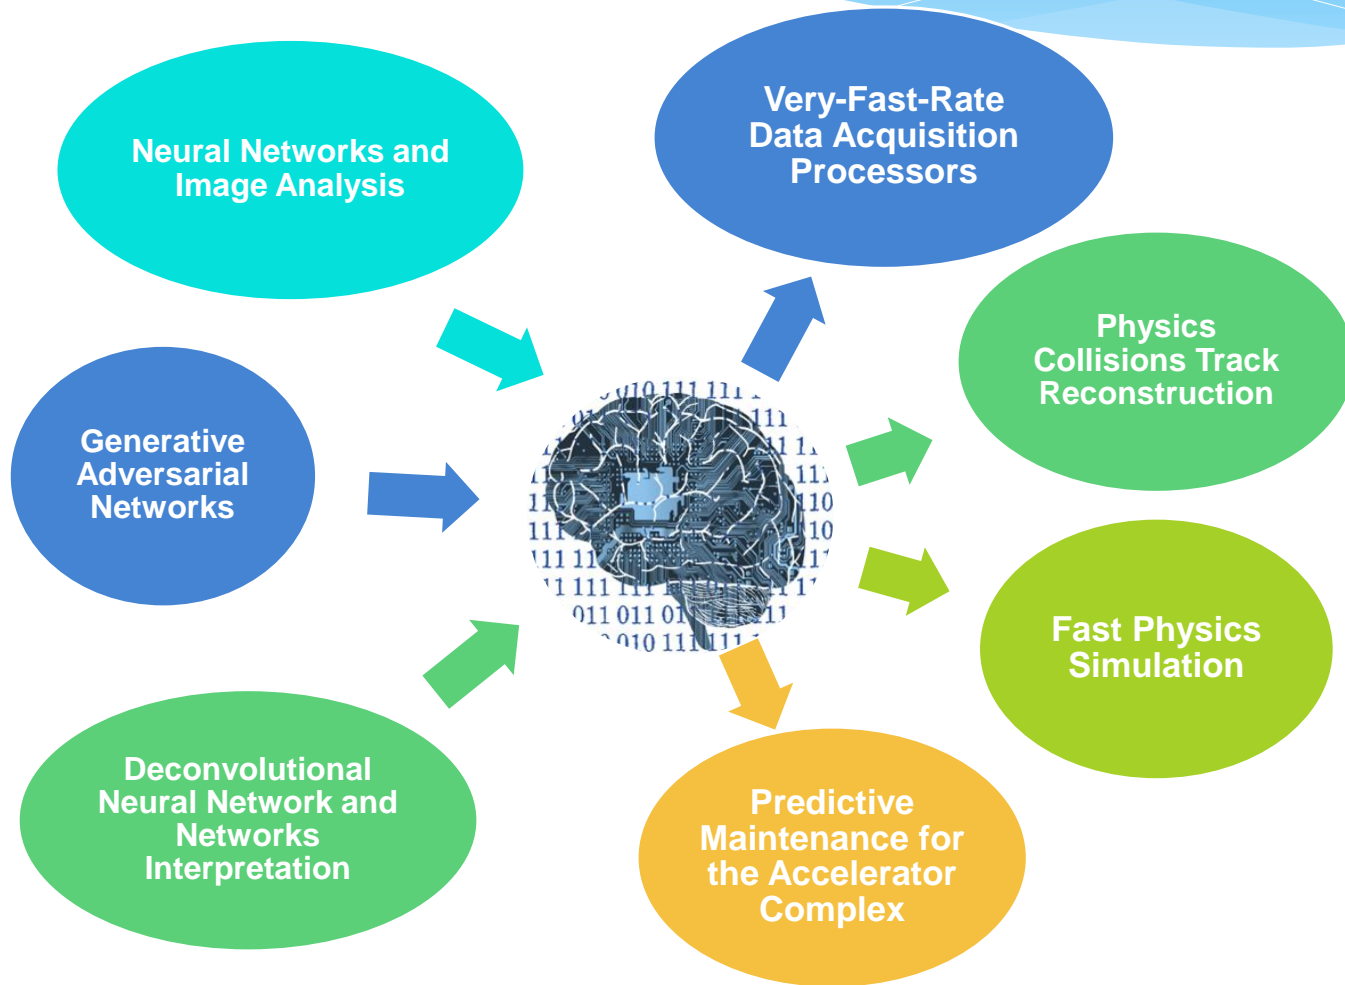 Neural Networks and
Image Analysis
Very-Fast-Rate
Data Acquisition
Processors
Generative
Adversarial
Networks
Physics
Collisions Track
Reconstruction
Deconvolutional
Neural Network and
Networks
Interpretation
Fast Physics
Simulation
Predictive
Maintenance for
the Accelerator
Complex